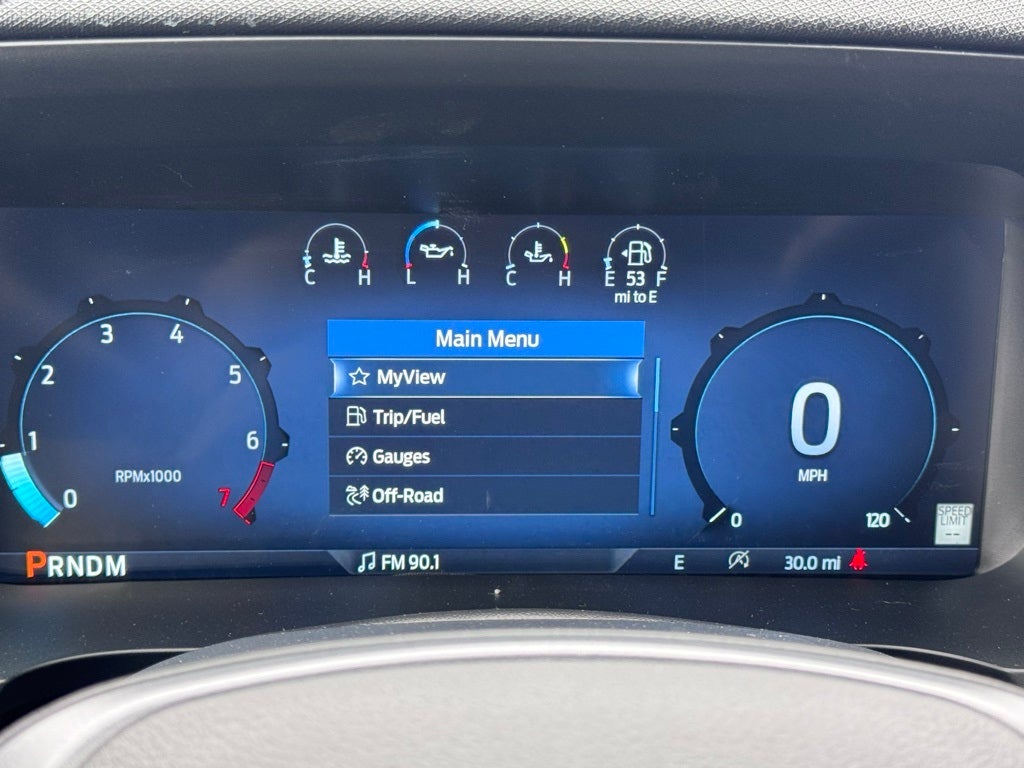 C H
L H
C H
E 53 F
mi to E
Main Menu
MyView
Trip/Fuel
Gauges
Off-Road
0
1
2
3
4
5
6
7
RPMx1000
0
MPH
0
120
SPEED
LIMIT
--
PRNDM
FM 90.1
E
30.0 mi